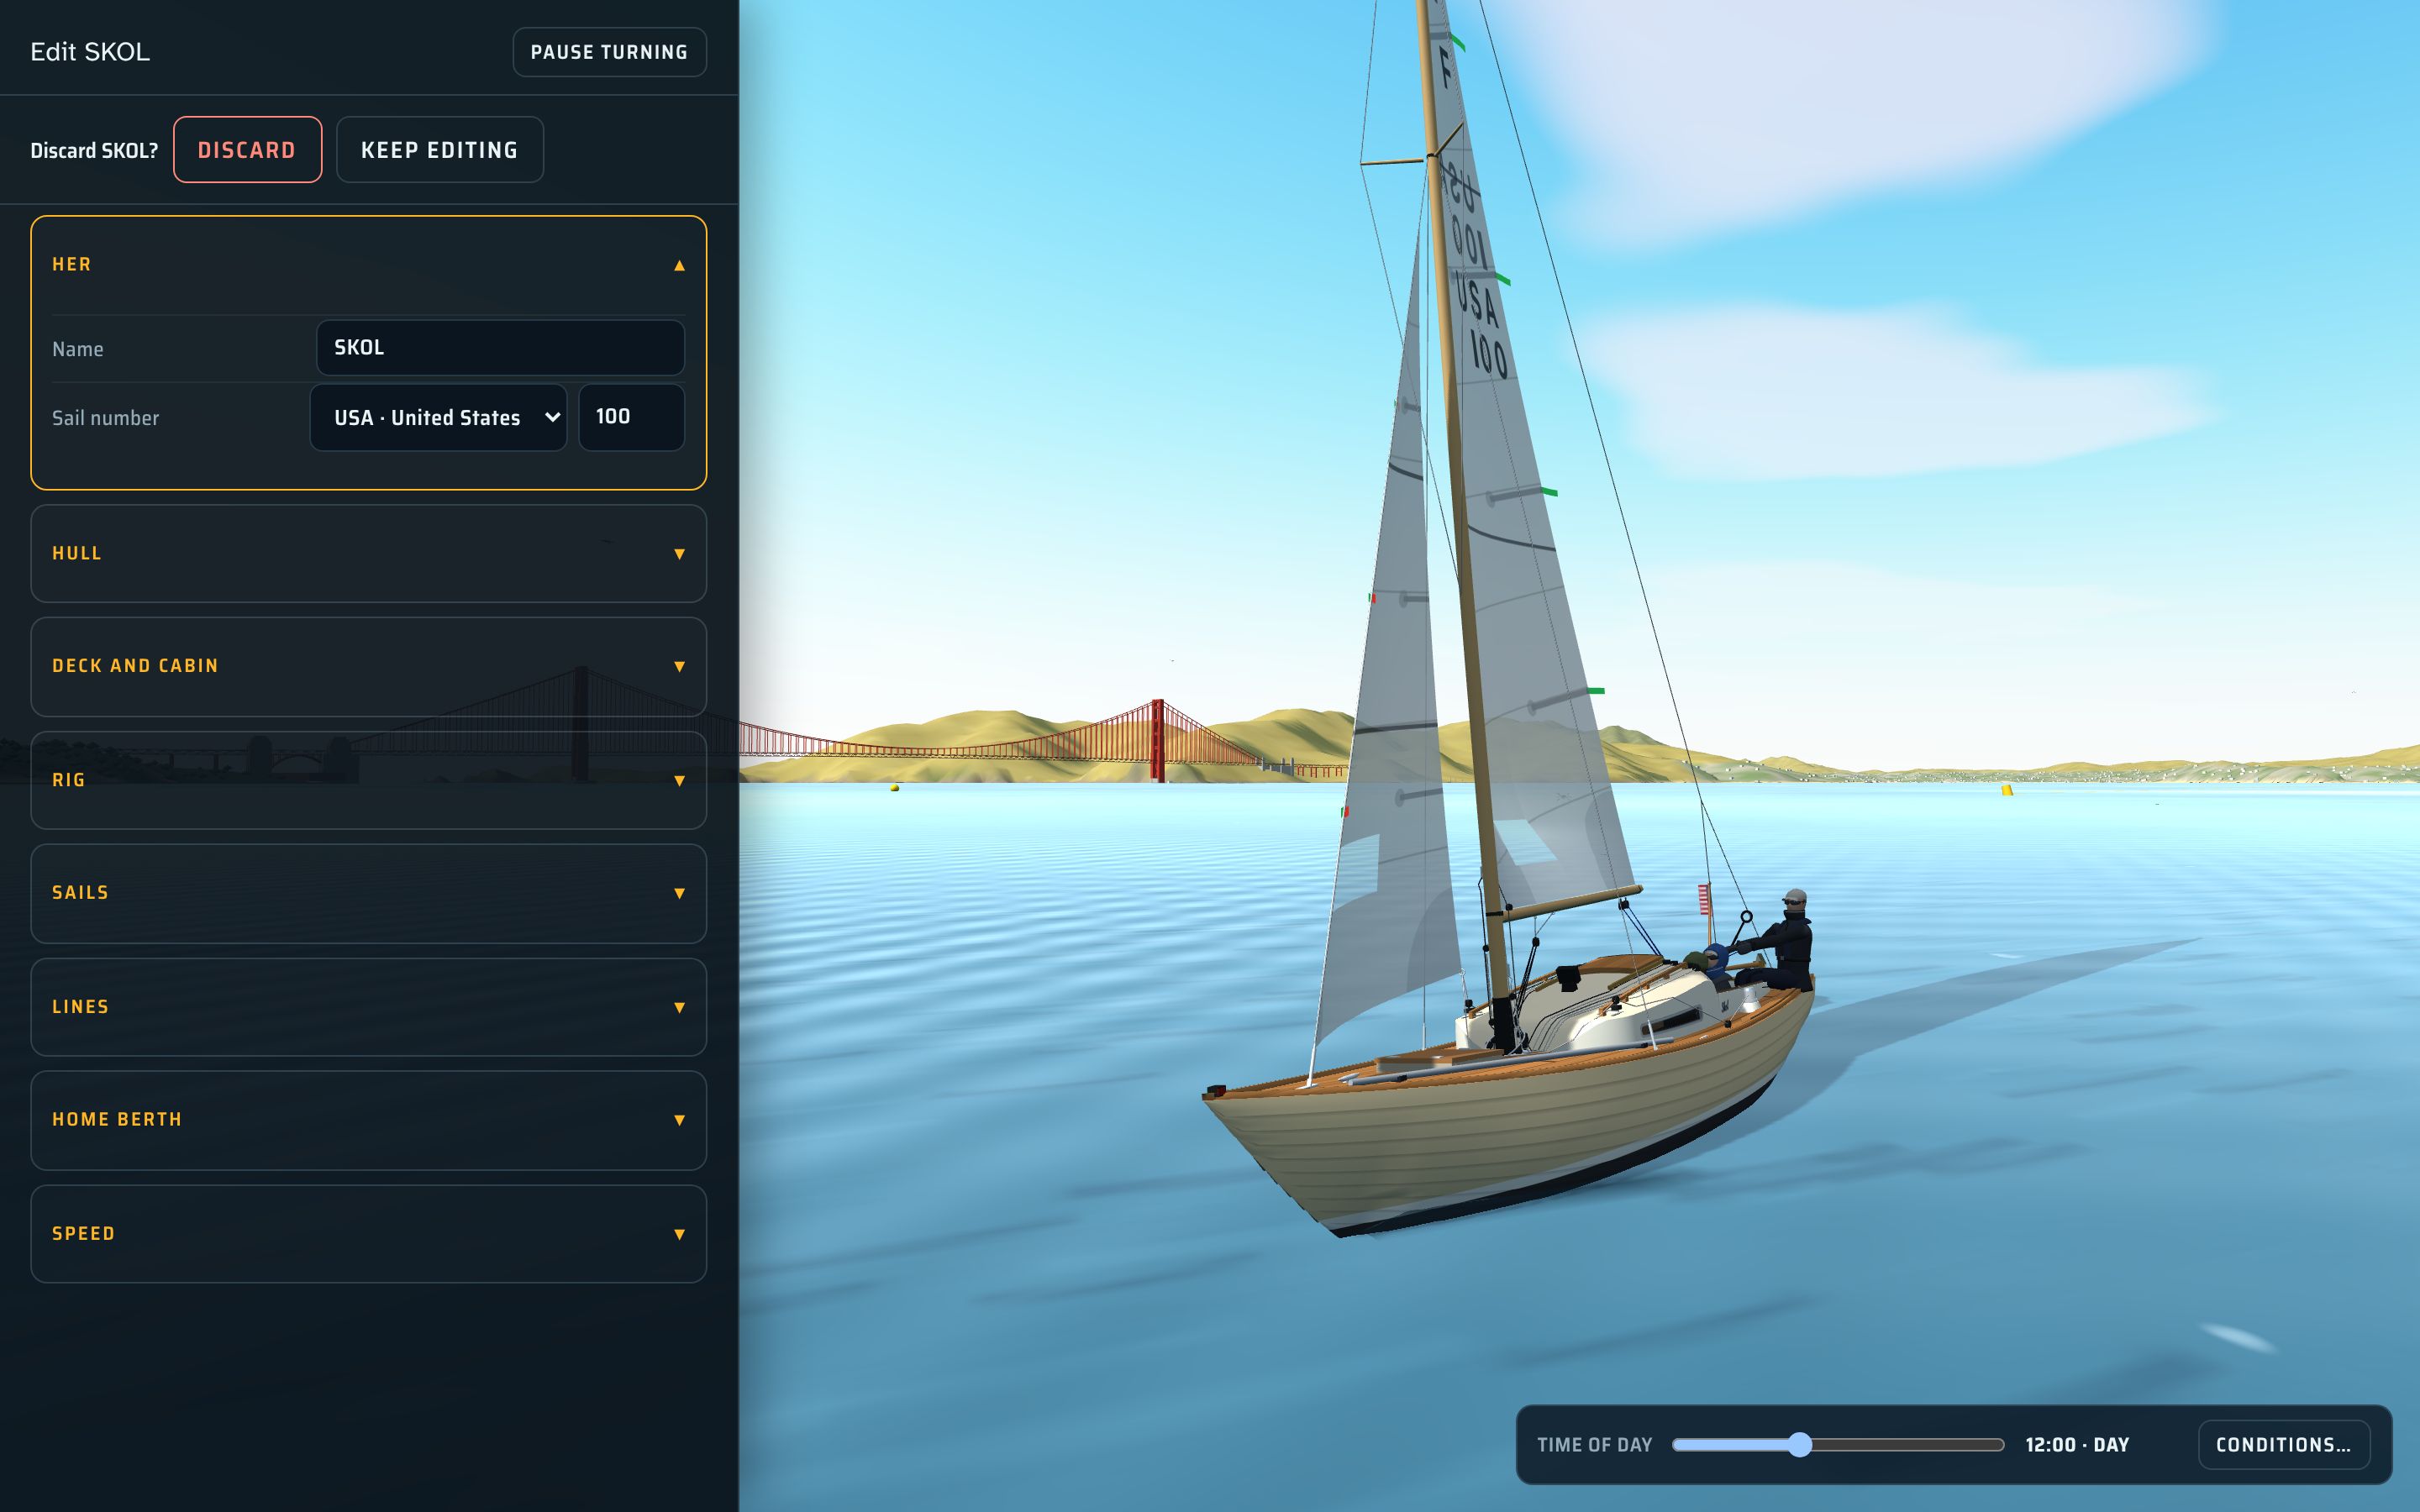 Edit SKOL
PAUSE TURNING
Discard SKOL?
DISCARD
KEEP EDITING
HER
Name
SKOL
Sail number
USA · United States
100
HULL
DECK AND CABIN
RIG
SAILS
LINES
HOME BERTH
SPEED
F
USA
100
TIME OF DAY
12:00 · DAY
CONDITIONS...